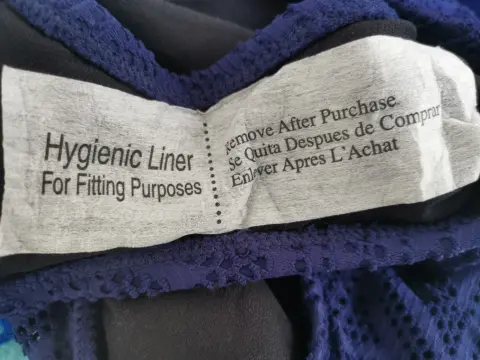 Hygienic Liner
For Fitting Purposes
Remove After Purchase
Se Quita Despues de Comprar
Enlever Apres L'Achat